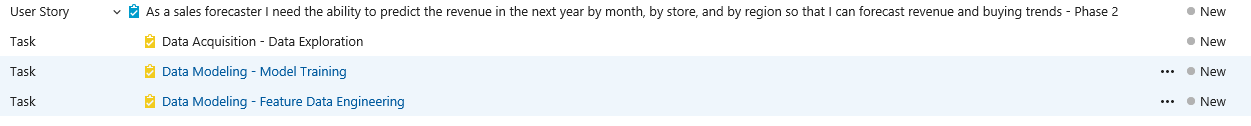 User Story As a sales forecaster I need the ability to predict the revenue in the next year by month, by store, and by region so that I can forecast revenue and buying trends - Phase 2 New
Task Data Acquisition - Data Exploration New
Task Data Modeling - Model Training ••• New
Task Data Modeling - Feature Data Engineering ••• New